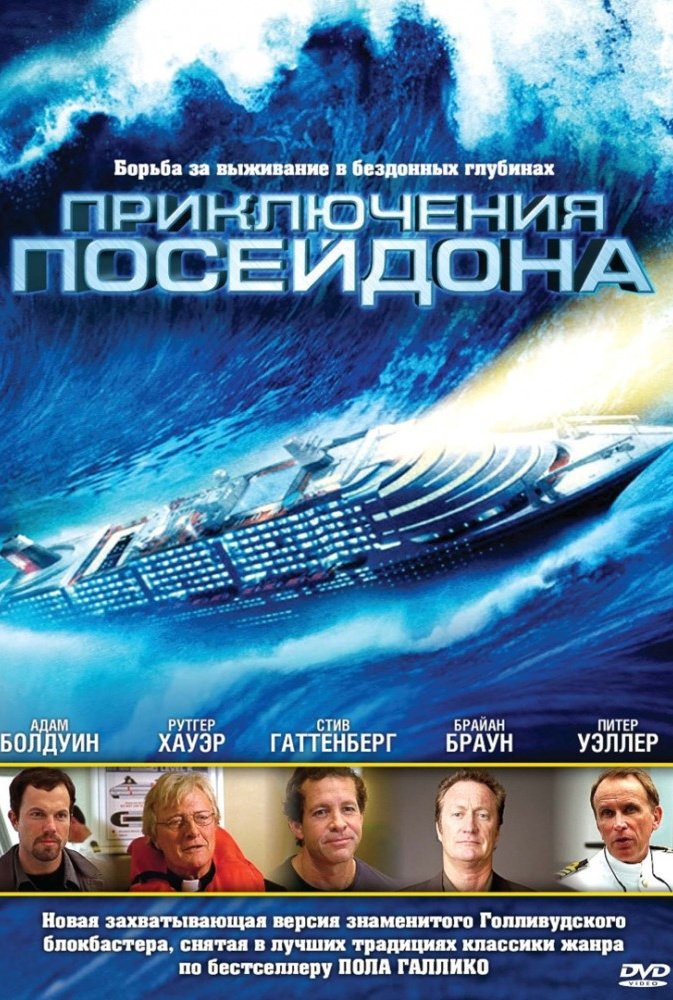 Борьба за выживание в бездонных глубинах
ПРИКЛЮЧЕНИЯ
ПОСЕЙДОНА
АДАМ
БОЛДУИН
РУТГЕР
ХАУЭР
СТИВ
ГАТТЕНБЕРГ
БРАЙАН
БРАУН
ПИТЕР
УЭЛЛЕР
Новая захватывающая версия знаменитого Голливудского
блокбастера, снятая в лучших традициях классики жанра
по бестселлеру ПОЛА ГАЛЛИКО
DVD
VIDEO